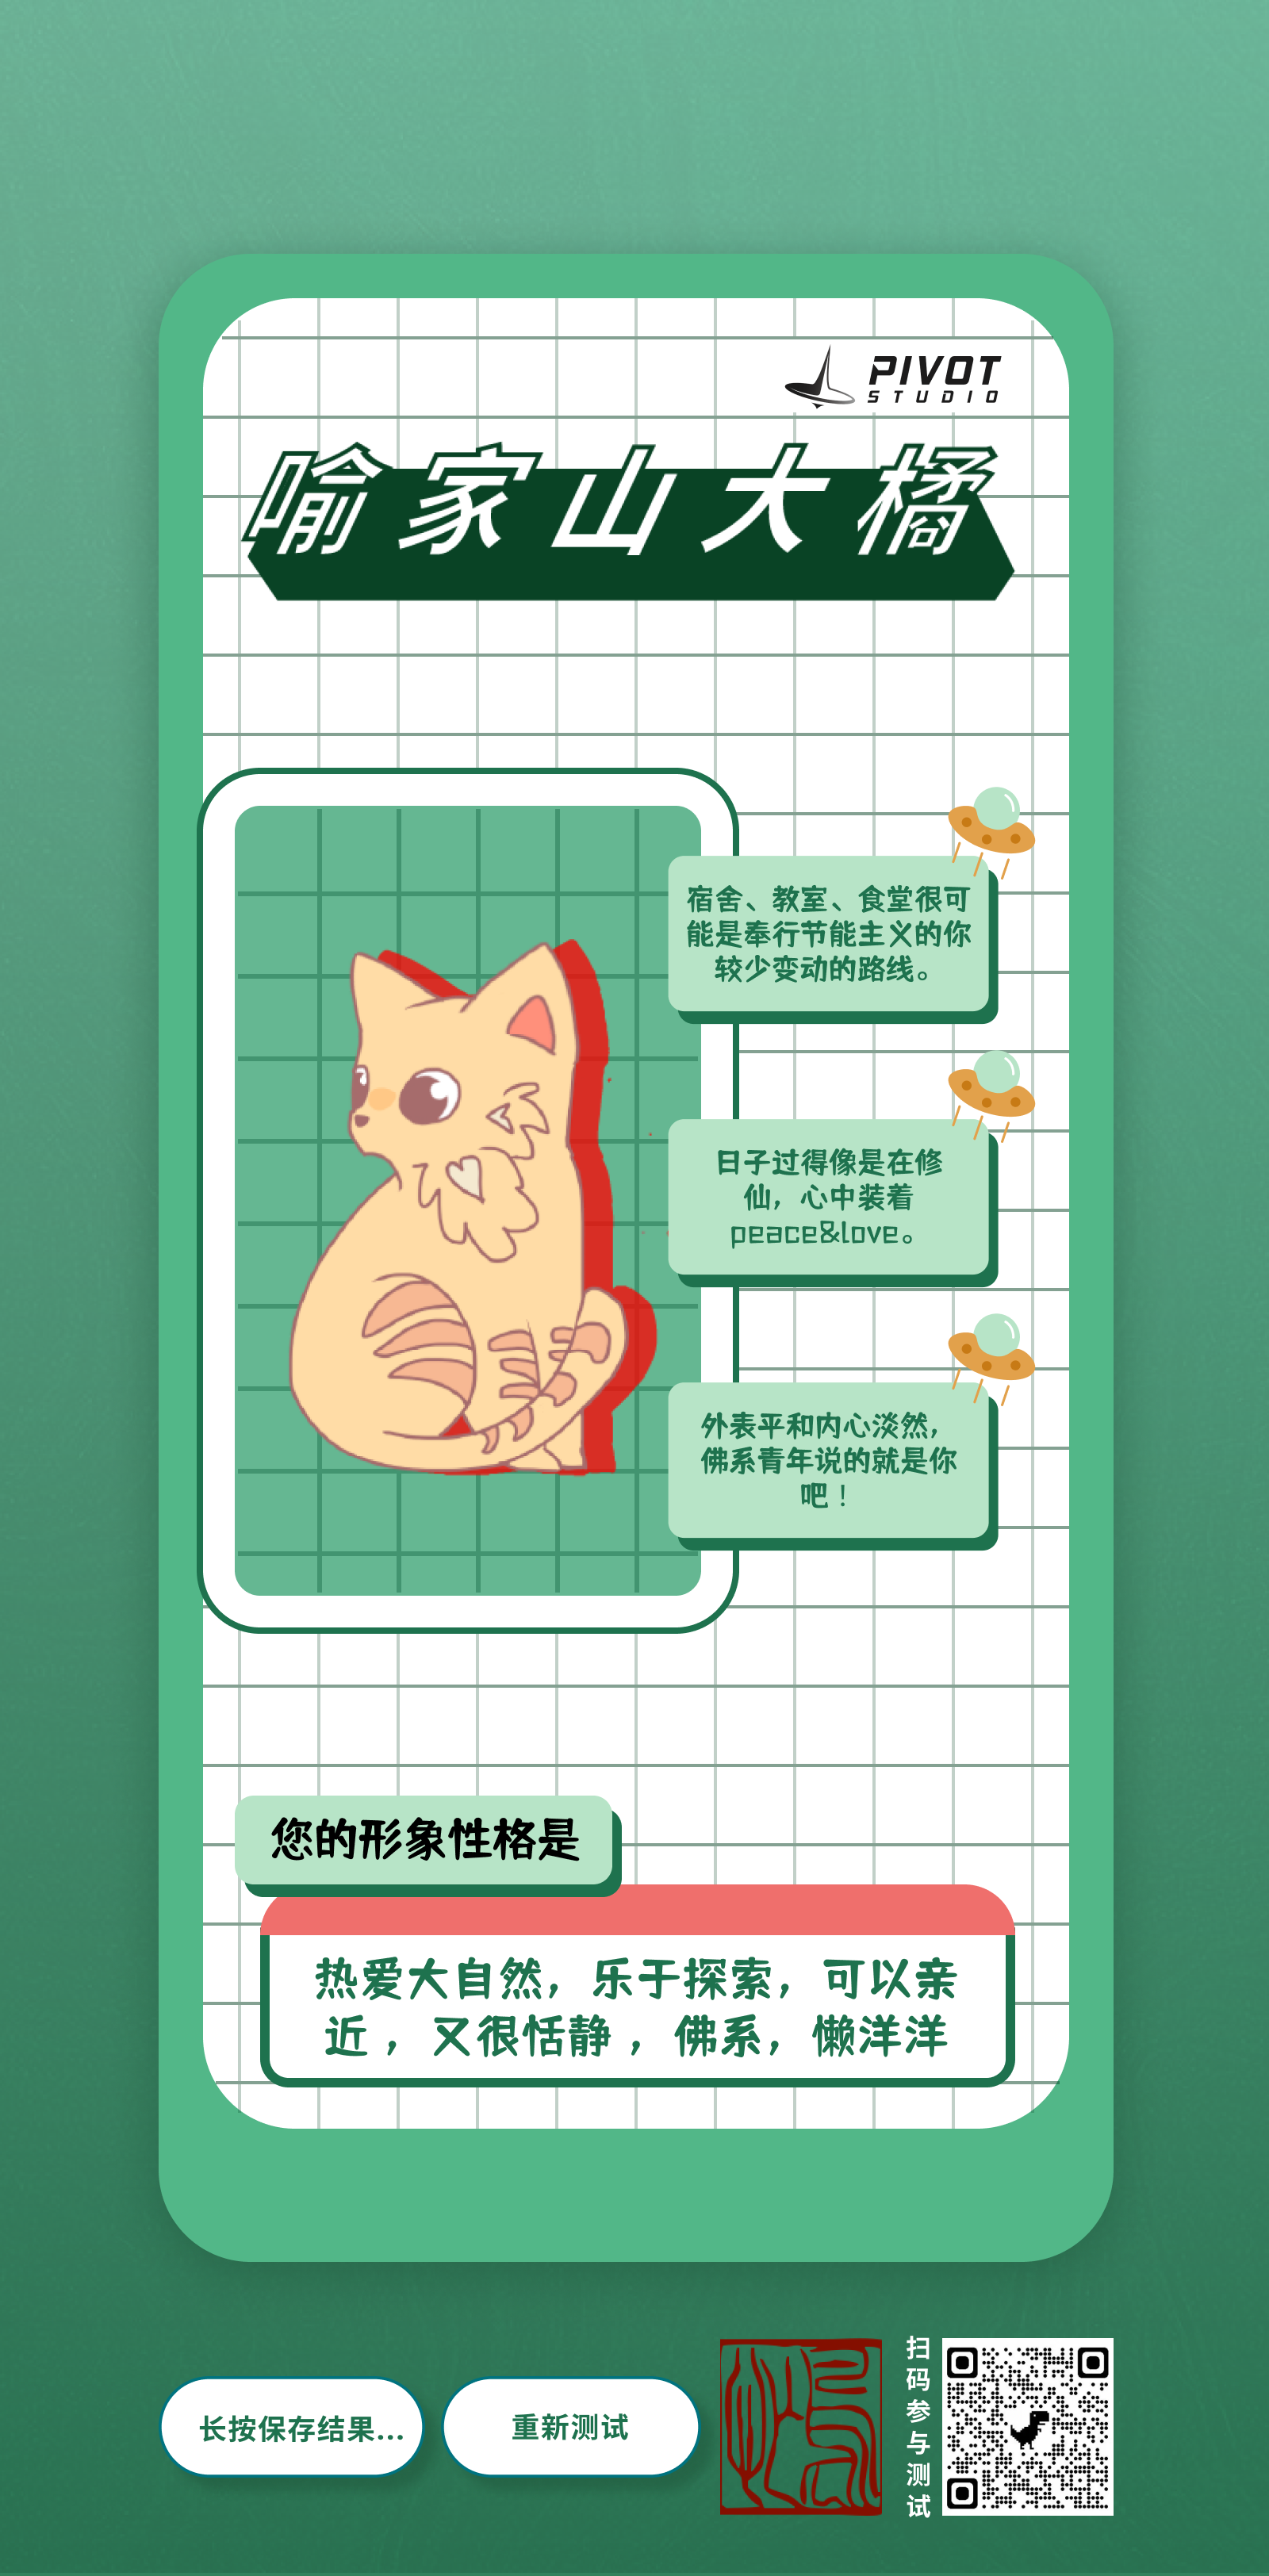 PIVOT
STUDIO
喻家山大橘
宿舍、教室、食堂很可
能是奉行节能主义的你
较少变动的路线。
日子过得像是在修
仙，心中装着
peace&love。
外表平和内心淡然，
佛系青年说的就是你
吧！
您的形象性格是
热爱大自然，乐于探索，可以亲
近，又很恬静，佛系，懒洋洋
长按保存结果...
重新测试
扫码参与测试